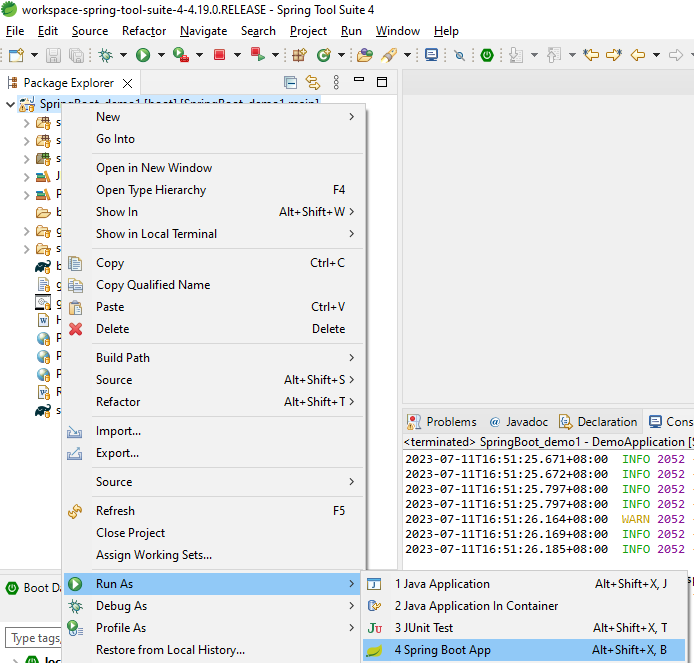 workspace-spring-tool-suite-4-4.19.0.RELEASE - Spring Tool Suite 4
File Edit Source Refactor Navigate Search Project Run Window Help
Package Explorer
SpringBoot_demo1 [boot] [SpringBoot_demo1 main]
New
Go Into
Open in New Window
Open Type Hierarchy F4
Show In Alt+Shift+W
Show in Local Terminal
Copy Ctrl+C
Copy Qualified Name
Paste Ctrl+V
Delete Delete
Build Path
Source Alt+Shift+S
Refactor Alt+Shift+T
Import...
Export...
Source
Refresh F5
Close Project
Assign Working Sets...
Run As
Debug As
Profile As
Restore from Local History...
Problems @ Javadoc Declaration Cons
<terminated> SpringBoot_demo1 - DemoApplication [S
2023-07-11T16:51:25.671+08:00 INFO 2052
2023-07-11T16:51:25.672+08:00 INFO 2052
2023-07-11T16:51:25.797+08:00 INFO 2052
2023-07-11T16:51:25.797+08:00 INFO 2052
2023-07-11T16:51:26.164+08:00 WARN 2052
2023-07-11T16:51:26.169+08:00 INFO 2052
2023-07-11T16:51:26.185+08:00 INFO 2052
1 Java Application Alt+Shift+X, J
2 Java Application In Container
3 JUnit Test Alt+Shift+X, T
4 Spring Boot App Alt+Shift+X, B
Boot Da
Type tags,
loc